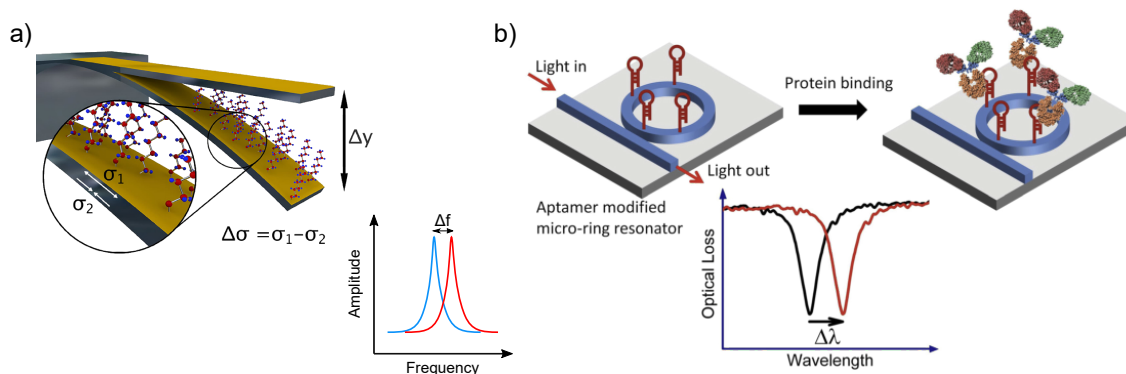 a)
Δy
σ1
σ2
Δσ =σ1−σ2
Δf
Amplitude
Frequency
b)
Light in
Light out
Aptamer modified
micro-ring resonator
Protein binding
Optical Loss
Δλ
Wavelength